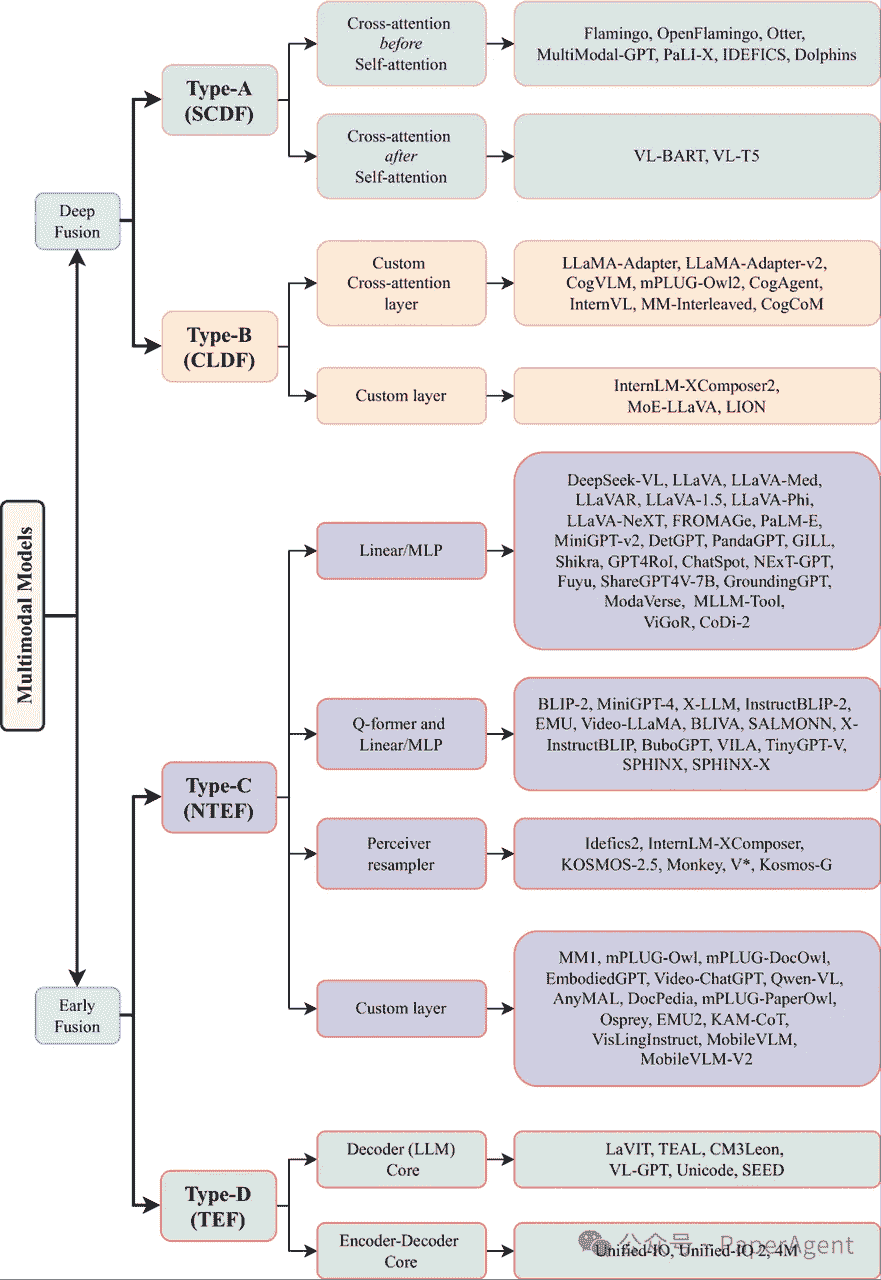 Multimodal Models
Deep
Fusion
Type-A
(SCDF)
Cross-attention
before
Self-attention
Flamingo, OpenFlamingo, Otter,
MultiModal-GPT, PaLI-X, IDEFICS, Dolphins
Cross-attention
after
Self-attention
VL-BART, VL-T5
Type-B
(CLDF)
Custom
Cross-attention
layer
LLaMA-Adapter, LLaMA-Adapter-v2,
CogVLM, mPLUG-Owl2, CogAgent,
InternVL, MM-Interleaved, CogCoM
Custom layer
InternLM-XComposer2,
MoE-LLaVA, LION
Early
Fusion
Type-C
(NTEF)
Linear/MLP
DeepSeek-VL, LLaVA, LLaVA-Med,
LLaVAR, LLaVA-1.5, LLaVA-Phi,
LLaVA-NeXT, FROMAGe, PaLM-E,
MiniGPT-v2, DetGPT, PandaGPT, GILL,
Shikra, GPT4RoI, ChatSpot, NExT-GPT,
Fuyu, ShareGPT4V-7B, GroundingGPT,
ModaVerse, MLLM-Tool,
ViGoR, CoDi-2
Q-former and
Linear/MLP
BLIP-2, MiniGPT-4, X-LLM, InstructBLIP-2,
EMU, Video-LLaMA, BLIVA, SALMONN, X-
InstructBLIP, BuboGPT, VILA, TinyGPT-V,
SPHINX, SPHINX-X
Perceiver
resampler
Idefics2, InternLM-XComposer,
KOSMOS-2.5, Monkey, V*, Kosmos-G
Custom layer
MM1, mPLUG-Owl, mPLUG-DocOwl,
EmbodiedGPT, Video-ChatGPT, Qwen-VL,
AnyMAL, DocPedia, mPLUG-PaperOwl,
Osprey, EMU2, KAM-CoT,
VisLingInstruct, MobileVLM,
MobileVLM-V2
Type-D
(TEF)
Decoder (LLM)
Core
LaVIT, TEAL, CM3Leon,
VL-GPT, Unicode, SEED
Encoder-Decoder
Core
Unified-IO, Unified-IO 2, 4M
公众号 · PaperAgent